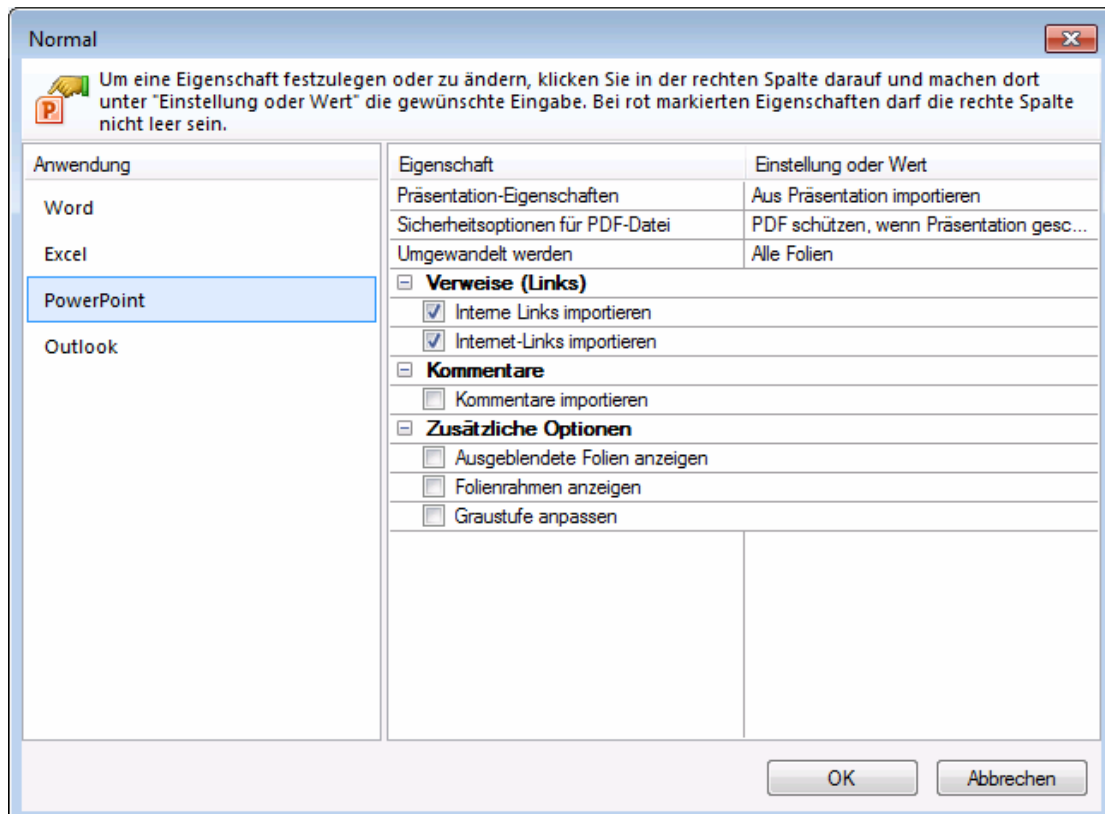 Normal
Um eine Eigenschaft festzulegen oder zu ändern, klicken Sie in der rechten Spalte darauf und machen dort
unter "Einstellung oder Wert" die gewünschte Eingabe. Bei rot markierten Eigenschaften darf die rechte Spalte
nicht leer sein.
Anwendung
Word
Excel
PowerPoint
Outlook
Eigenschaft Einstellung oder Wert
Präsentation-Eigenschaften Aus Präsentation importieren
Sicherheitsoptionen für PDF-Datei PDF schützen, wenn Präsentation gesc...
Umgewandelt werden Alle Folien
Verweise (Links)
Interne Links importieren
Internet-Links importieren
Kommentare
Kommentare importieren
Zusätzliche Optionen
Ausgeblendete Folien anzeigen
Folienrahmen anzeigen
Graustufe anpassen
OK Abbrechen